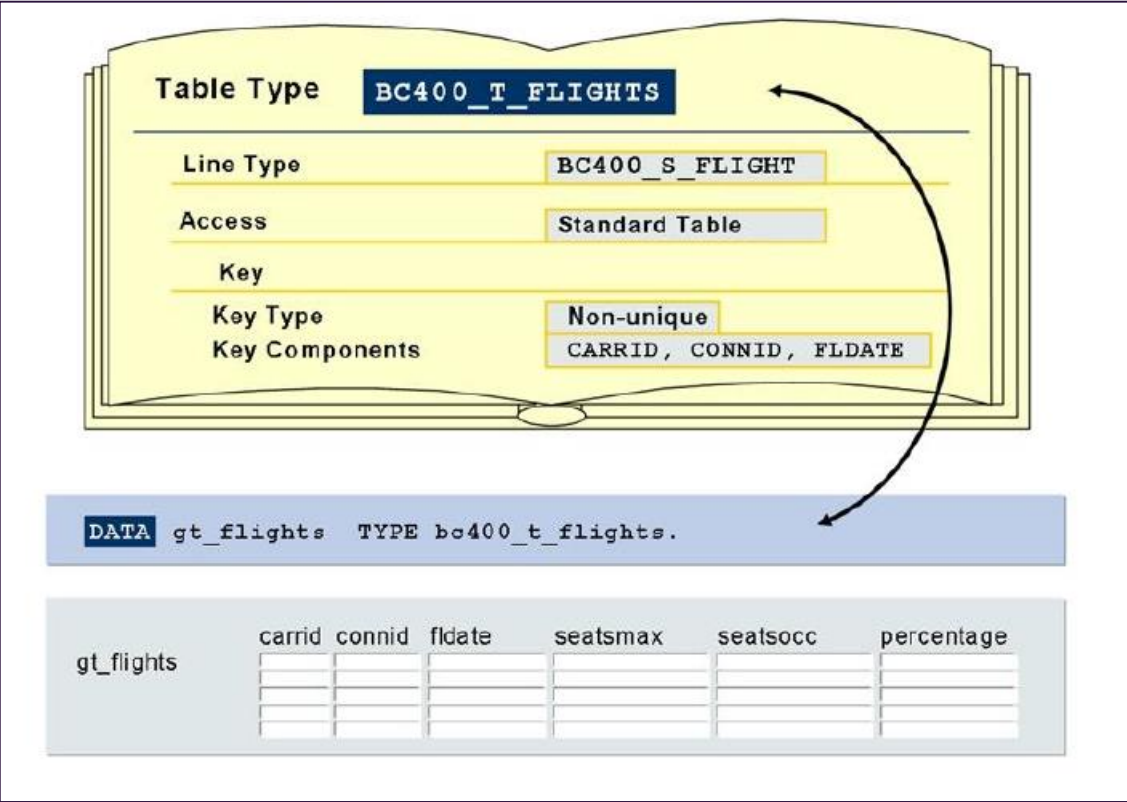 Table Type BC400_T_FLIGHTS
Line Type BC400_S_FLIGHT
Access Standard Table
Key
Key Type Non-unique
Key Components CARRID, CONNID, FLDATE
DATA gt_flights TYPE bc400_t_flights.
carrid connid fldate seatsmax seatsocc percentage
gt_flights